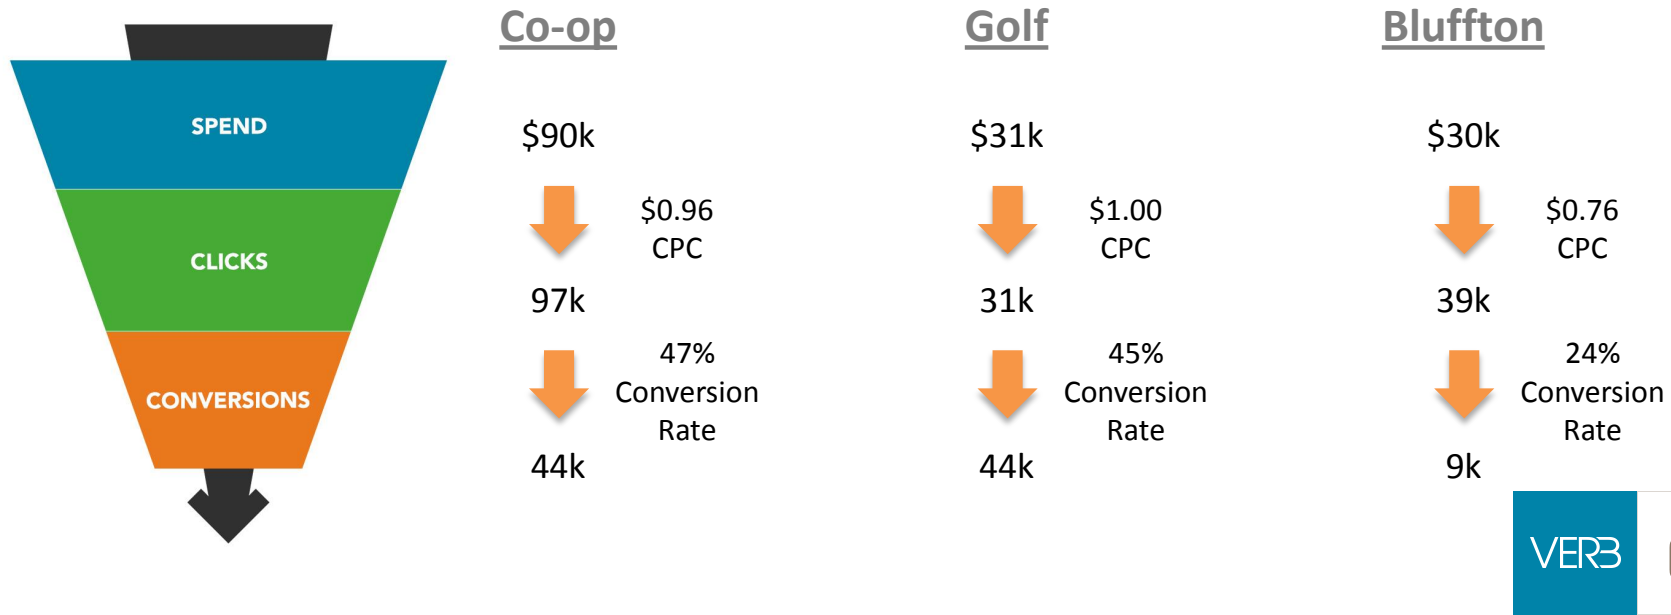 Co-op
Golf
Bluffton
SPEND
$90k
$31k
$30k
$0.96
CPC
$1.00
CPC
$0.76
CPC
CLICKS
97k
31k
39k
47%
Conversion
Rate
45%
Conversion
Rate
24%
Conversion
Rate
CONVERSIONS
44k
44k
9k
VERB